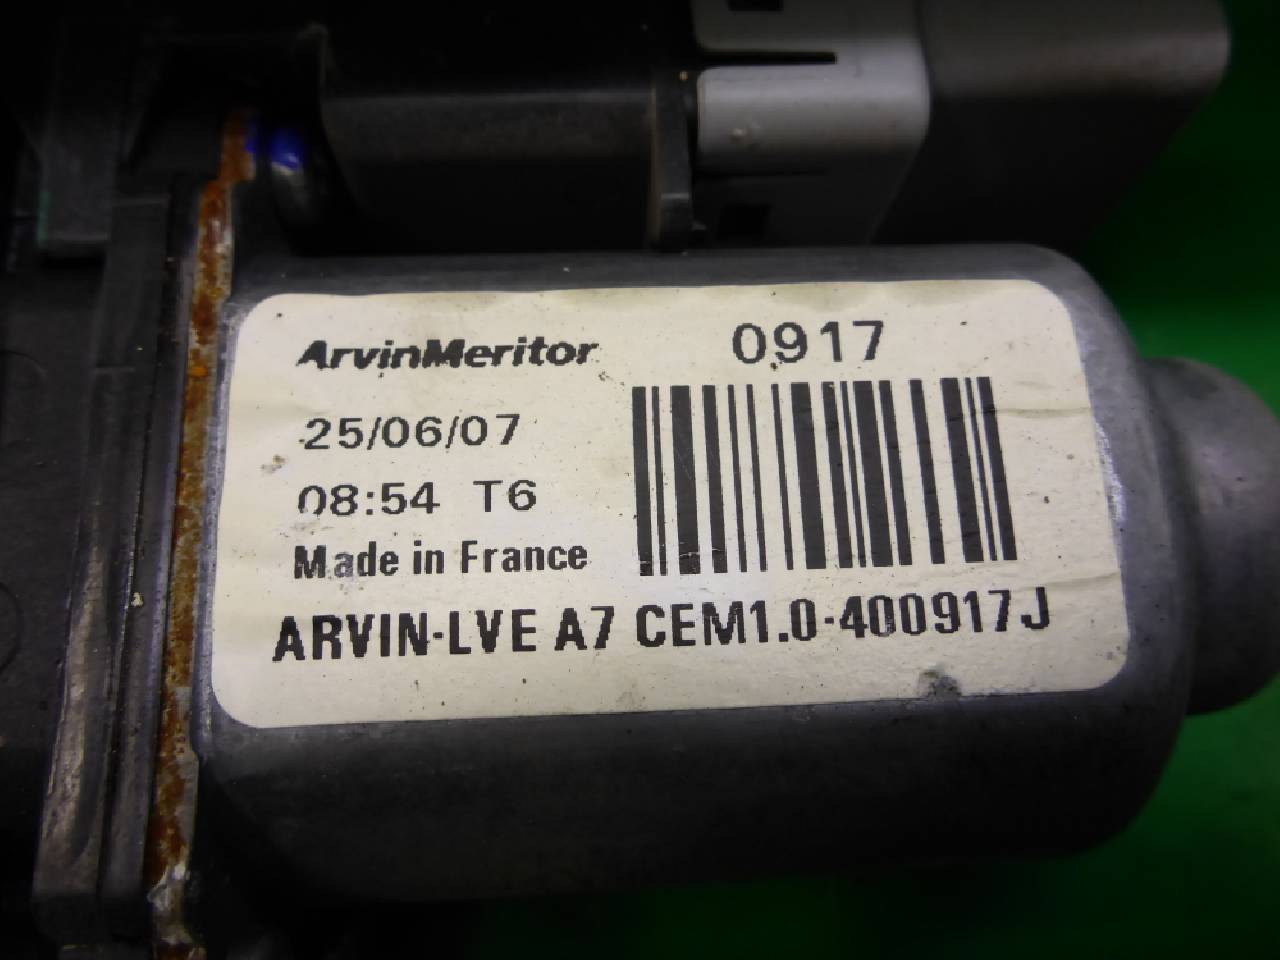 ArvinMeritor 0917
25/06/07
08:54 T6
Made in France
ARVIN-LVE A7 CEM1.0-400917J